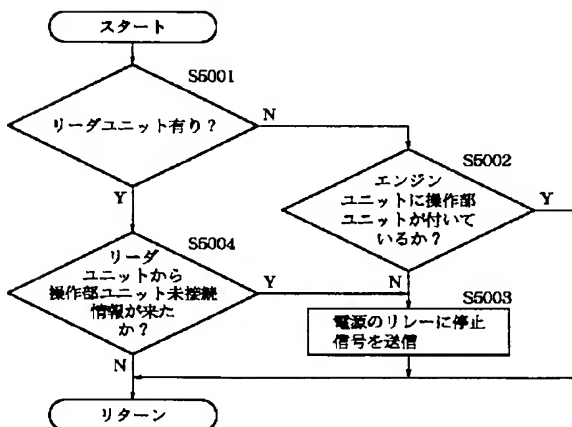 スタート
S5001
リーダユニット有り？
N
Y
S5002
エンジン
ユニットに操作部
ユニットが付いて
いるか？
Y
N
S5004
リーダ
ユニットから
操作部ユニット未接続
情報が来た
か？
Y
N
S5003
電源のリレーに停止
信号を送信
リターン